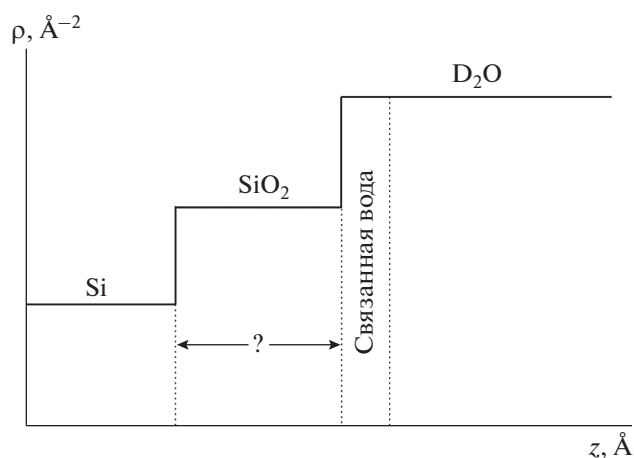 ρ, Å⁻²
D₂O
SiO₂
Связанная вода
Si
?
z, Å